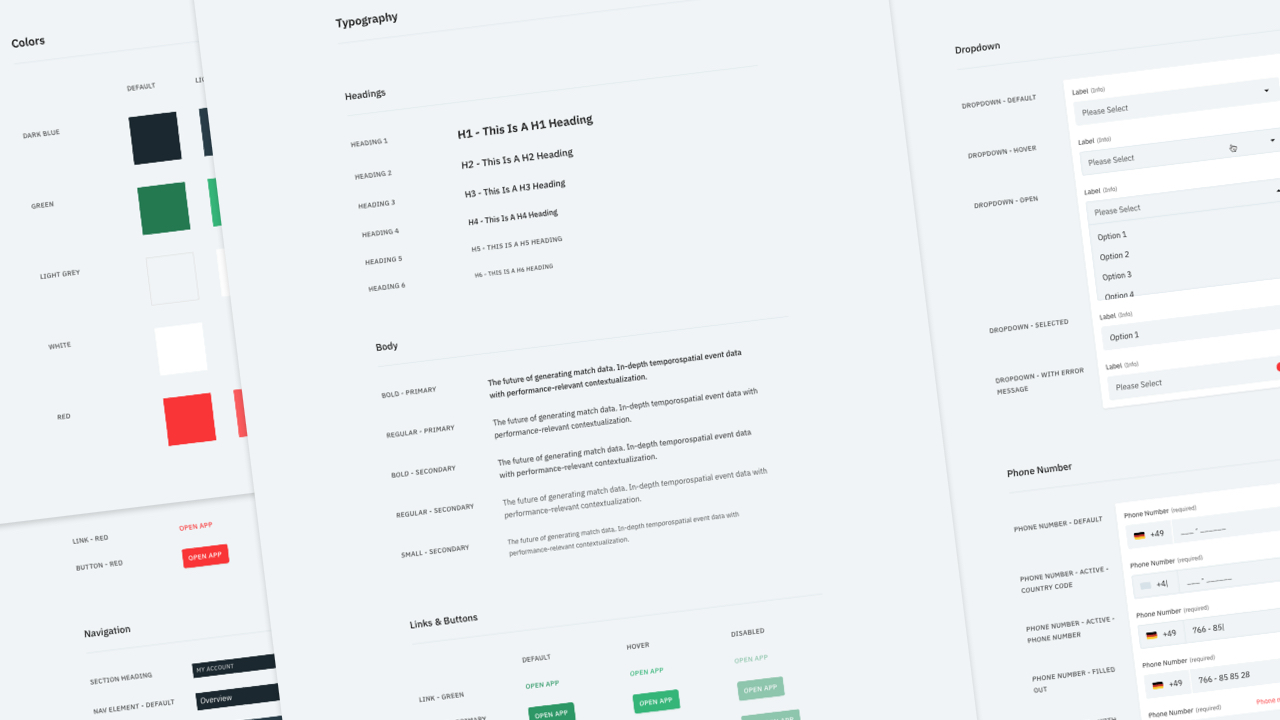 Colors
DEFAULT
DARK BLUE
GREEN
LIGHT GREY
WHITE
RED
LINK - RED
OPEN APP
BUTTON - RED
OPEN APP
Navigation
SECTION HEADING
MY ACCOUNT
NAV ELEMENT - DEFAULT
Overview
Typography
Headings
HEADING 1
H1 - This Is A H1 Heading
HEADING 2
H2 - This Is A H2 Heading
HEADING 3
H3 - This Is A H3 Heading
HEADING 4
H4 - This Is A H4 Heading
HEADING 5
H5 - THIS IS A H5 HEADING
HEADING 6
H6 - THIS IS A H6 HEADING
Body
BOLD - PRIMARY
The future of generating match data. In-depth temporospatial event data
with performance-relevant contextualization.
REGULAR - PRIMARY
The future of generating match data. In-depth temporospatial event data with
performance-relevant contextualization.
BOLD - SECONDARY
The future of generating match data. In-depth temporospatial event data
with performance-relevant contextualization.
REGULAR - SECONDARY
The future of generating match data. In-depth temporospatial event data with
performance-relevant contextualization.
SMALL - SECONDARY
The future of generating match data. In-depth temporospatial event data with
performance-relevant contextualization.
Links & Buttons
DEFAULT
HOVER
DISABLED
LINK - GREEN
OPEN APP
OPEN APP
OPEN APP
OPEN APP
OPEN APP
OPEN APP
Dropdown
DROPDOWN - DEFAULT
Label (Info)
Please Select
DROPDOWN - HOVER
Label (Info)
Please Select
DROPDOWN - OPEN
Label (Info)
Please Select
Option 1
Option 2
Option 3
Option 4
DROPDOWN - SELECTED
Label (Info)
Option 1
DROPDOWN - WITH ERROR
MESSAGE
Label (Info)
Please Select
Phone Number
PHONE NUMBER - DEFAULT
Phone Number (required)
+49 ___ - ______
PHONE NUMBER - ACTIVE -
COUNTRY CODE
Phone Number (required)
+4| ___ - ______
PHONE NUMBER - ACTIVE -
PHONE NUMBER
Phone Number (required)
+49 766 - 85|
PHONE NUMBER - FILLED
OUT
Phone Number (required)
+49 766 - 85 85 28
Phone Number (required)